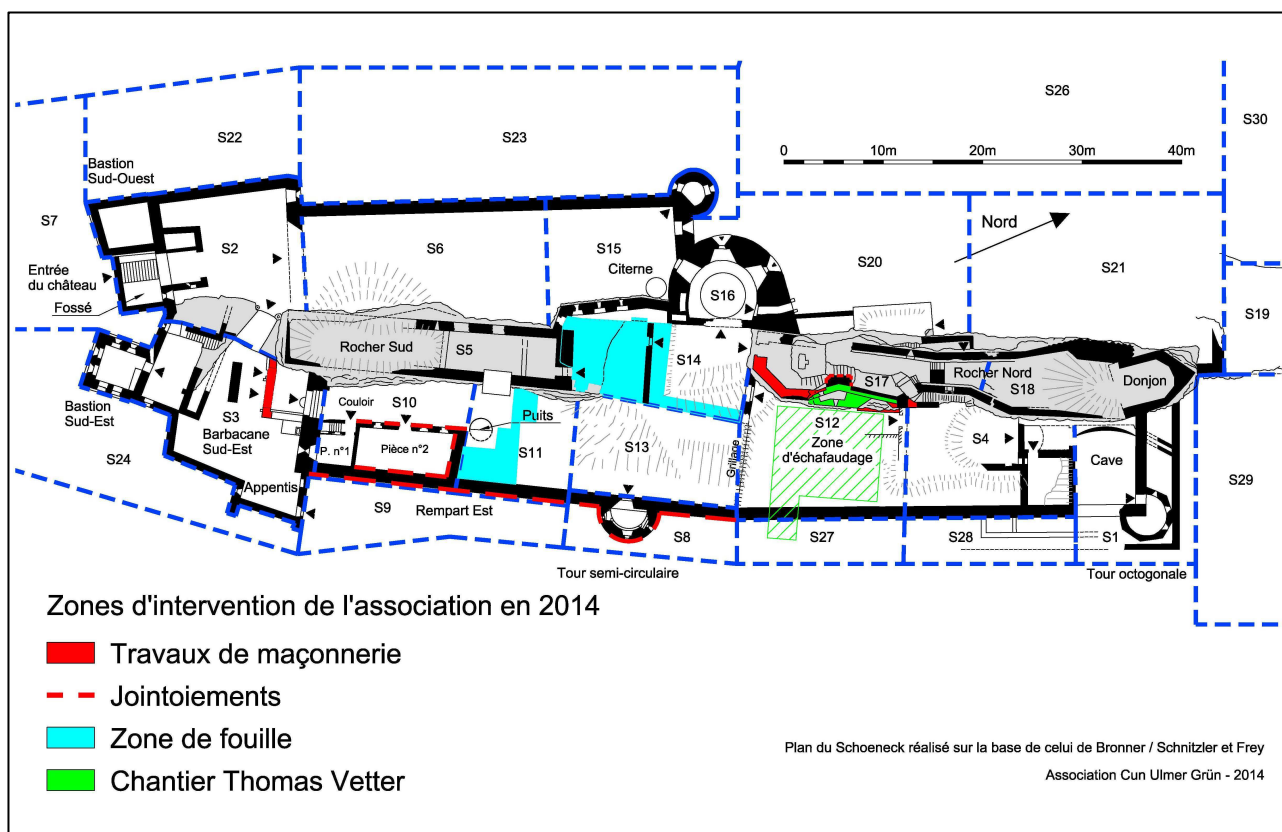 S26
S30
S22
S23
Bastion
Sud-Ouest
0 10m 20m 30m 40m
S7
Nord
S2
S6
S15
S20
S21
Entrée
du château
Citerne
S16
S19
Fossé
Rocher Sud
S5
S14
S17
Rocher Nord
S18
Donjon
Bastion
Sud-Est
S3
Barbacane
Sud-Est
Couloir
S10
Puits
S12
Zone
d'échafaudage
S4
P. n°1
Pièce n°2
S11
S13
Grillage
Cave
S24
Appentis
S29
S9
Rempart Est
S8
S27
S28
S1
Tour semi-circulaire
Tour octogonale
Zones d'intervention de l'association en 2014
Travaux de maçonnerie
Jointoiements
Zone de fouille
Chantier Thomas Vetter
Plan du Schoeneck réalisé sur la base de celui de Bronner / Schnitzler et Frey
Association Cun Ulmer Grün - 2014